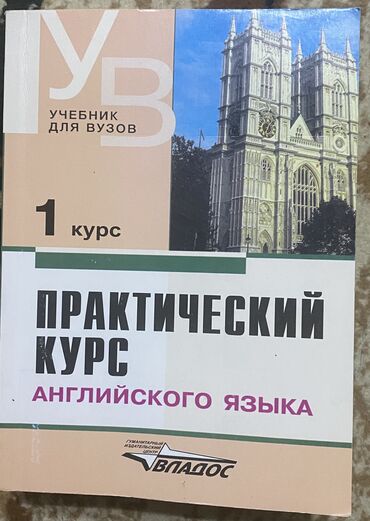 УВ
УЧЕБНИК
ДЛЯ ВУЗОВ
1 курс
ПРАКТИЧЕСКИЙ
КУРС
АНГЛИЙСКОГО ЯЗЫКА
ГУМАНИТАРНЫЙ
ИЗДАТЕЛЬСКИЙ
ЦЕНТР
ВЛАДОС